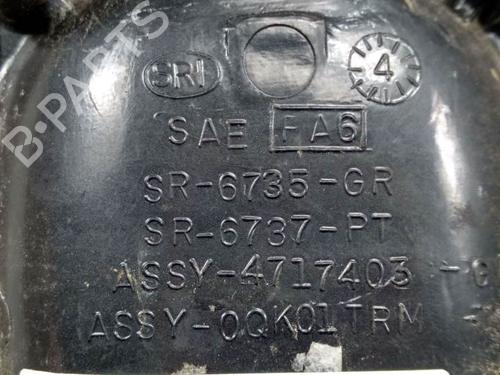 B-PARTS
SRI 4
SAE FA6
SR-6735-GR
SR-6737-PT
ASSY-4717403-G
ASSY-0QK01TRM A